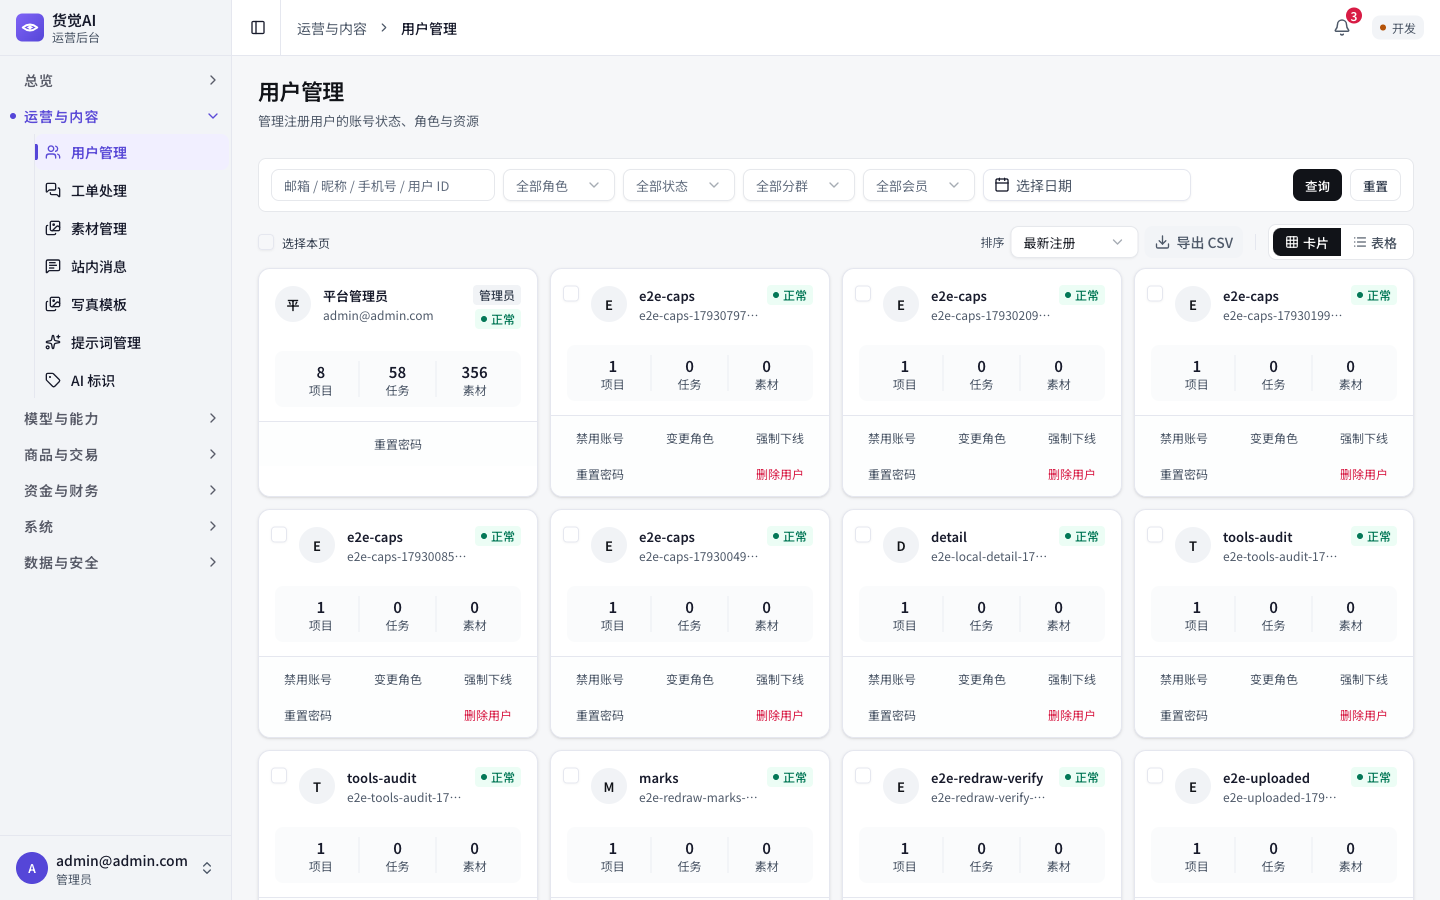 货觉AI
运营后台
总览
运营与内容
用户管理
工单处理
素材管理
站内消息
写真模板
提示词管理
AI 标识
模型与能力
商品与交易
资金与财务
系统
数据与安全
A
admin@admin.com
管理员
运营与内容 > 用户管理
3
开发
用户管理
管理注册用户的账号状态、角色与资源
邮箱 / 昵称 / 手机号 / 用户 ID 全部角色 全部状态 全部分群 全部会员 选择日期 查询 重置
选择本页 排序 最新注册 导出 CSV 卡片 表格
平 平台管理员 管理员
admin@admin.com 正常
8 58 356
项目 任务 素材
重置密码
E e2e-caps 正常
e2e-caps-17930797…
1 0 0
项目 任务 素材
禁用账号 变更角色 强制下线
重置密码 删除用户
E e2e-caps 正常
e2e-caps-17930209…
1 0 0
项目 任务 素材
禁用账号 变更角色 强制下线
重置密码 删除用户
E e2e-caps 正常
e2e-caps-17930199…
1 0 0
项目 任务 素材
禁用账号 变更角色 强制下线
重置密码 删除用户
E e2e-caps 正常
e2e-caps-17930085…
1 0 0
项目 任务 素材
禁用账号 变更角色 强制下线
重置密码 删除用户
E e2e-caps 正常
e2e-caps-17930049…
1 0 0
项目 任务 素材
禁用账号 变更角色 强制下线
重置密码 删除用户
D detail 正常
e2e-local-detail-17…
1 0 0
项目 任务 素材
禁用账号 变更角色 强制下线
重置密码 删除用户
T tools-audit 正常
e2e-tools-audit-17…
1 0 0
项目 任务 素材
禁用账号 变更角色 强制下线
重置密码 删除用户
T tools-audit 正常
e2e-tools-audit-17…
1 0 0
项目 任务 素材
M marks 正常
e2e-redraw-marks-…
1 0 0
项目 任务 素材
E e2e-redraw-verify 正常
e2e-redraw-verify-…
1 0 0
项目 任务 素材
E e2e-uploaded 正常
e2e-uploaded-179…
1 0 0
项目 任务 素材